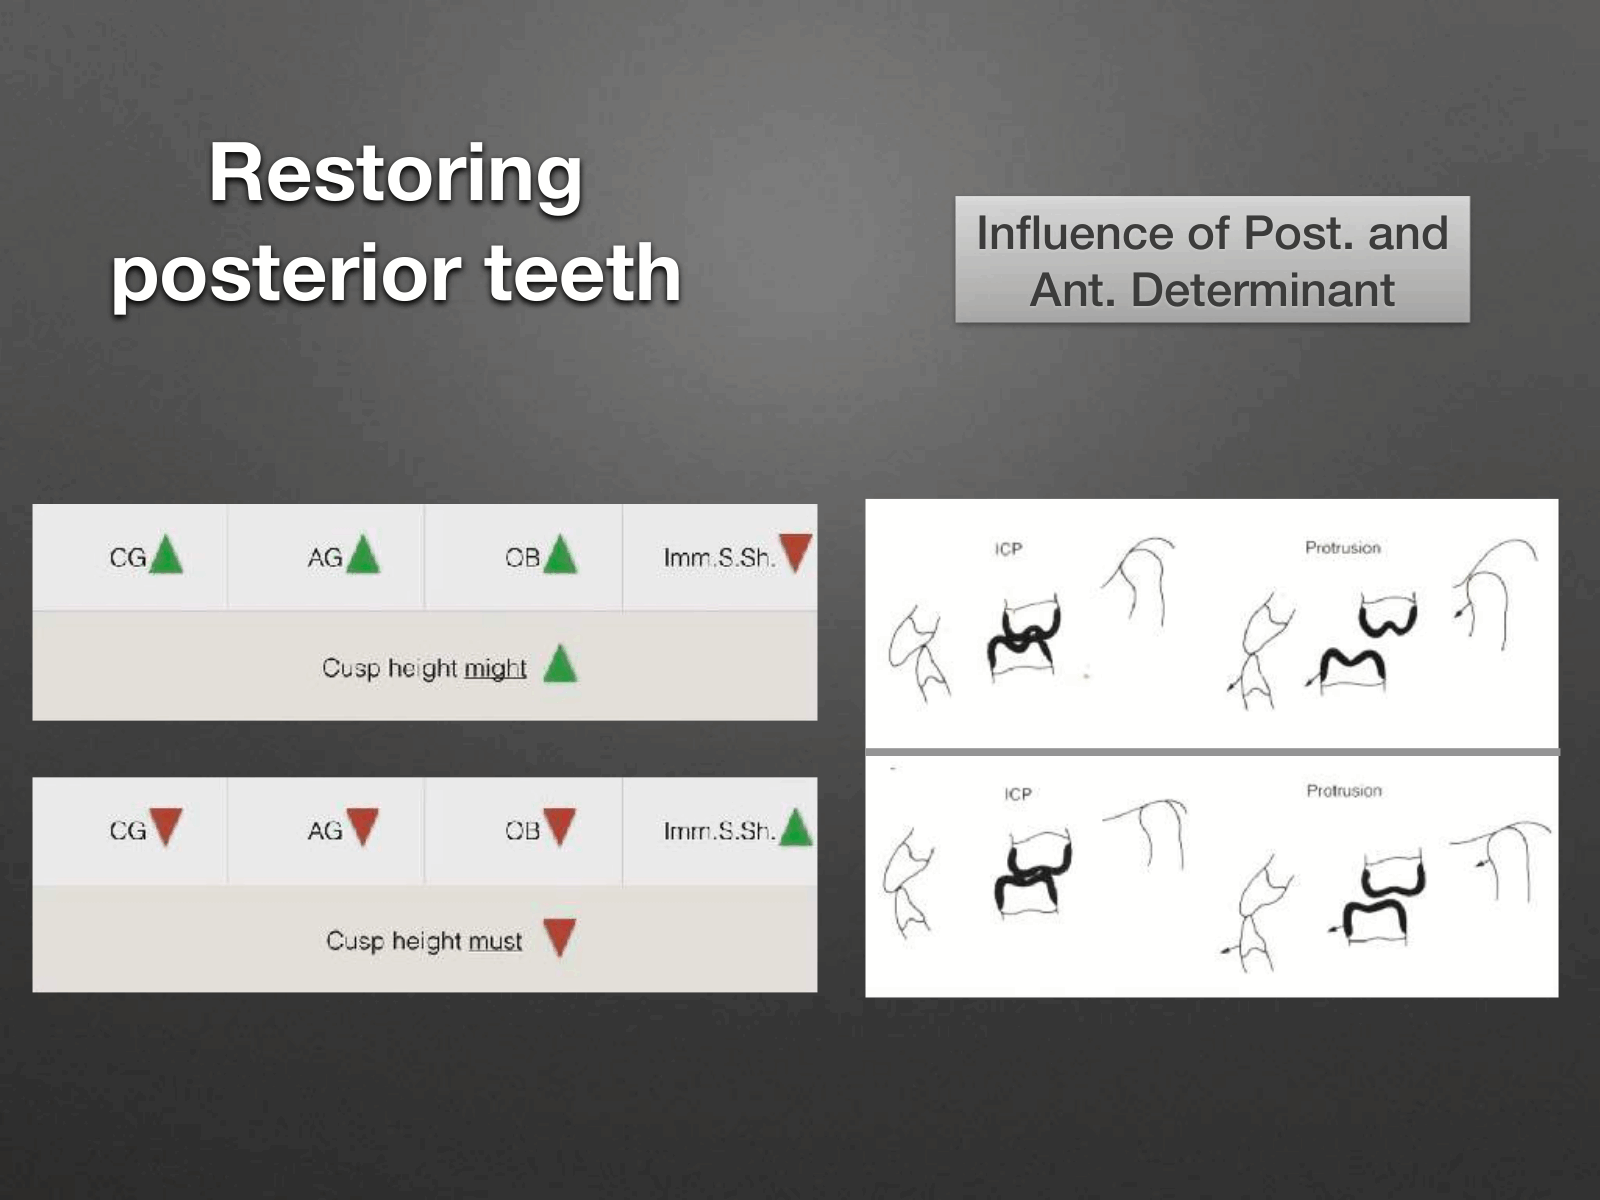 Restoring
posterior teeth
Influence of Post. and
Ant. Determinant
CG
AG
OB
Imm.S.Sh.
Cusp height might
CG
AG
OB
Imm.S.Sh.
Cusp height must
ICP
Protrusion
ICP
Protrusion